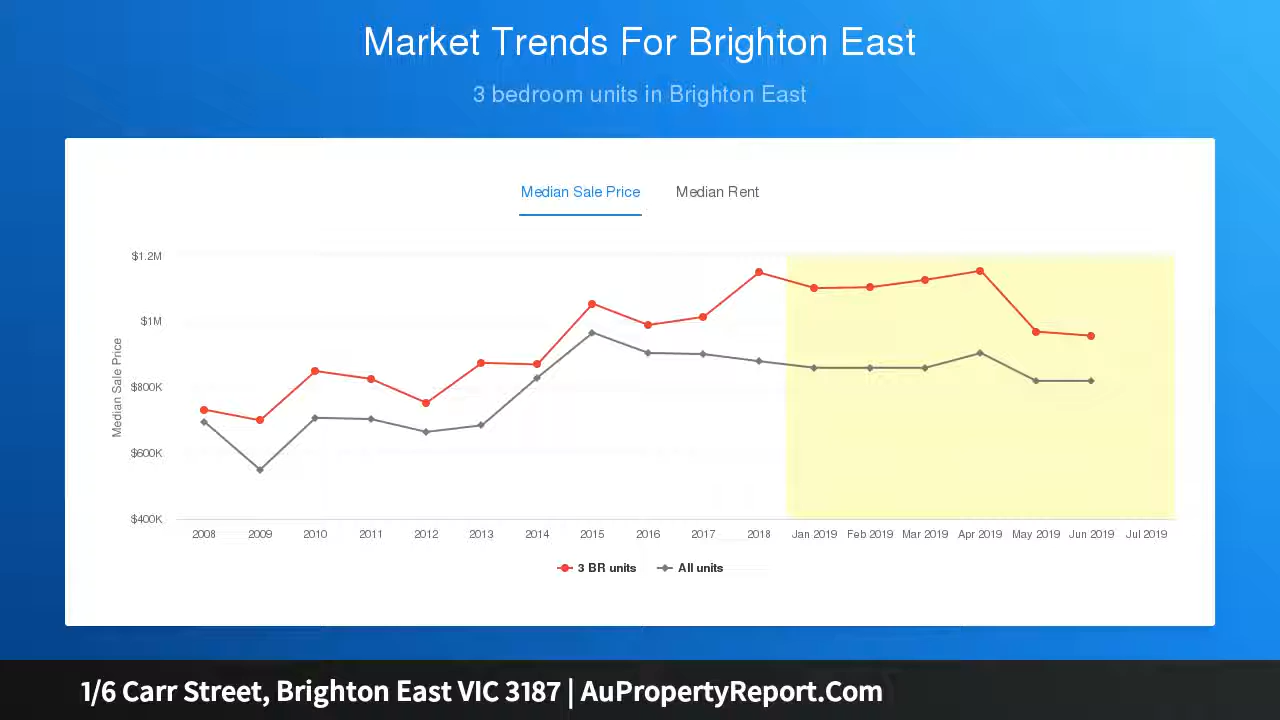 Market Trends For Brighton East
3 bedroom units in Brighton East
Median Sale Price Median Rent
Median Sale Price
$1.2M
$1M
$800K
$600K
$400K
2008 2009 2010 2011 2012 2013 2014 2015 2016 2017 2018 Jan 2019 Feb 2019 Mar 2019 Apr 2019 May 2019 Jun 2019 Jul 2019
3 BR units All units
1/6 Carr Street, Brighton East VIC 3187 | AuPropertyReport.Com